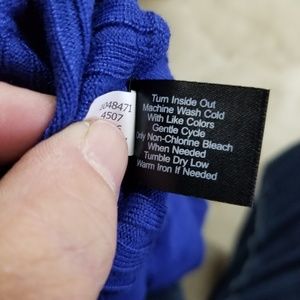 3048471
4507
Turn Inside Out
Machine Wash Cold
With Like Colors
Gentle Cycle
Only Non-Chlorine Bleach
When Needed
Tumble Dry Low
Warm Iron If Needed